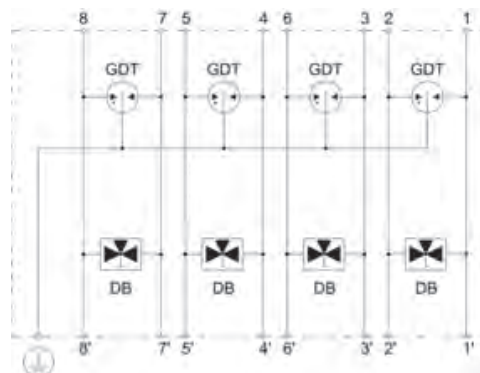 8 7 5 4 6 3 2 1
GDT GDT GDT GDT
DB DB DB DB
8' 7' 5' 4' 6' 3' 2' 1'